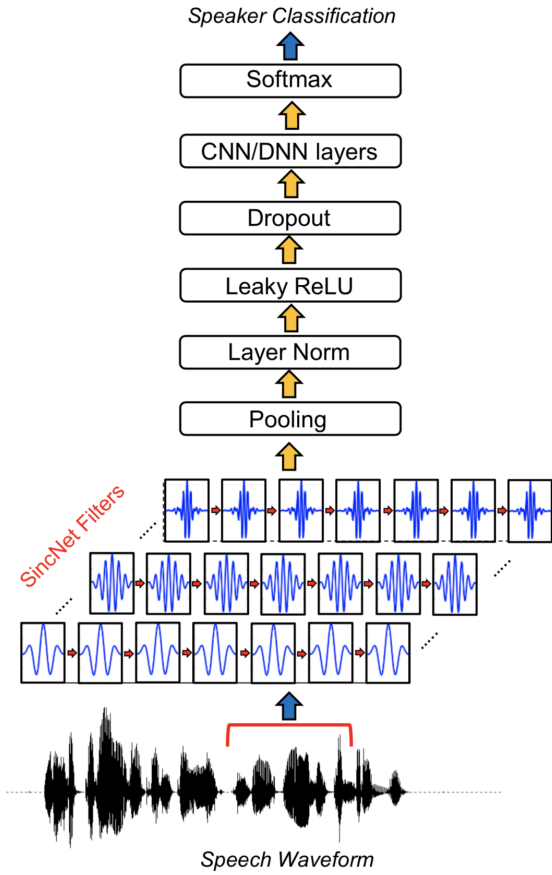 Speaker Classification
Softmax
CNN/DNN layers
Dropout
Leaky ReLU
Layer Norm
Pooling
SincNet Filters
Speech Waveform